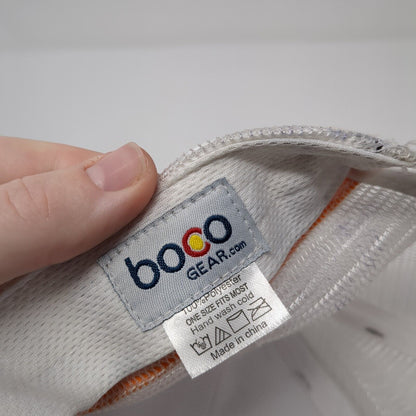 boco
GEAR.com
100%Polyester
ONE SIZE FITS MOST
Hand wash cold
Made in china